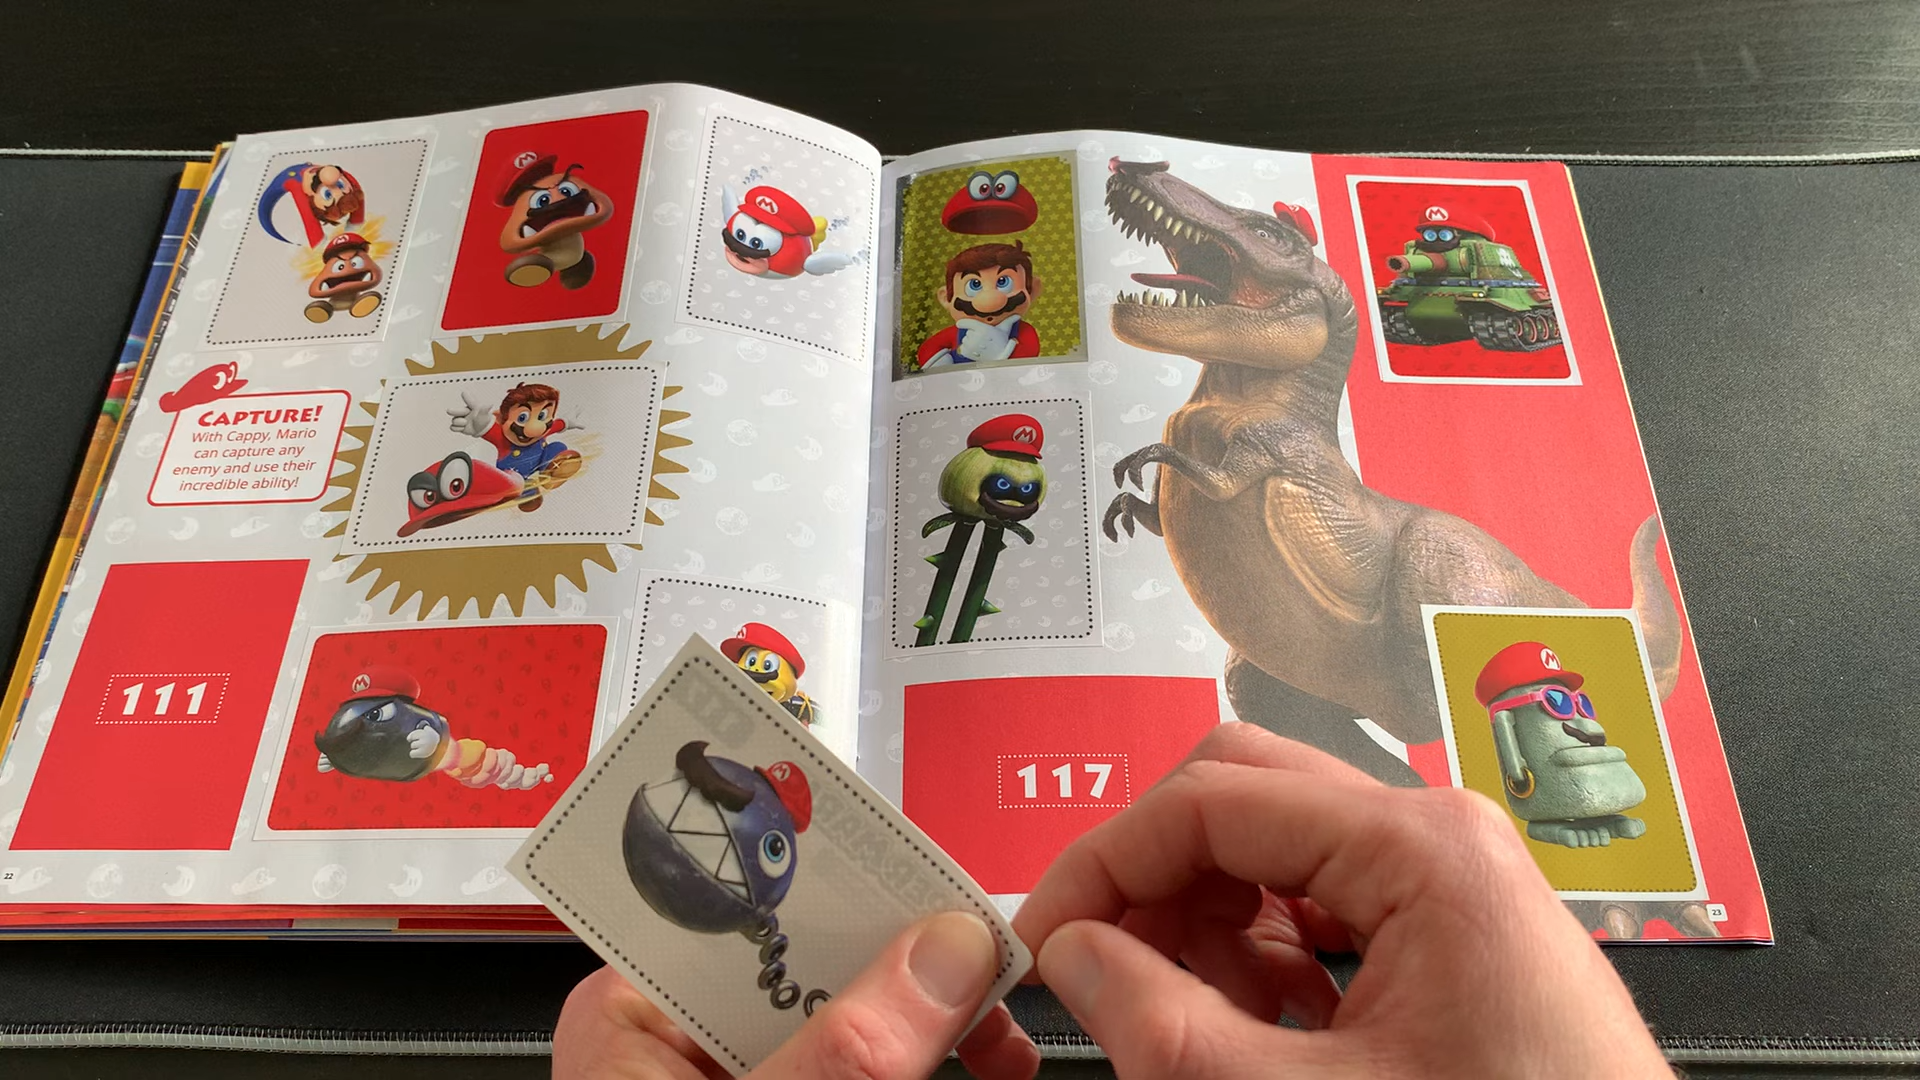 CAPTURE!
With Cappy, Mario
can capture any
enemy and use their
incredible ability!
111
22
117
23